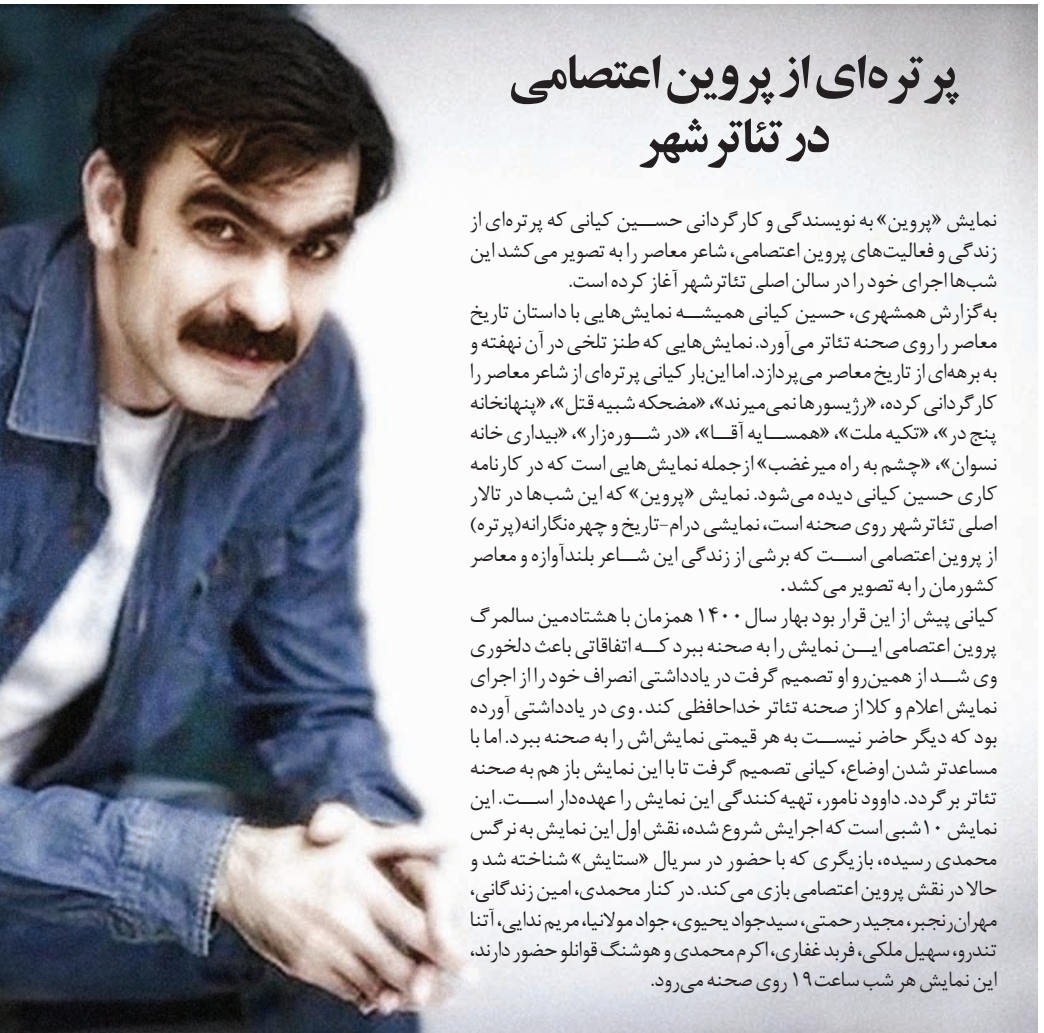 پرتره‌ای از پروین اعتصامی
در تئاتر شهر
نمایش «پروین» به نویسندگی و کارگردانی حسین کیانی که پرتره‌ای از
زندگی و فعالیت‌های پروین اعتصامی، شاعر معاصر را به تصویر می‌کشد این
شب‌ها اجرای خود را در سالن اصلی تئاترشهر آغاز کرده است.
به‌گزارش همشهری، حسین کیانی همیشه نمایش‌هایی با داستان تاریخ
معاصر را روی صحنه تئاتر می‌آورد. نمایش‌هایی که طنز تلخی در آن نهفته و
به برهه‌ای از تاریخ معاصر می‌پردازد. اما این‌بار کیانی پرتره‌ای از شاعر معاصر را
کارگردانی کرده، «رژیسورها نمی‌میرند»، «مضحکه شبیه قتل»، «پنهانخانه
پنج در»، «تکیه ملت»، «همسایه آقا»، «در شوره‌زار»، «بیداری خانه
نسوان»، «چشم به راه میرغضب» ازجمله نمایش‌هایی است که در کارنامه
کاری حسین کیانی دیده می‌شود. نمایش «پروین» که این شب‌ها در تالار
اصلی تئاترشهر روی صحنه است، نمایشی درام-تاریخ و چهره‌نگارانه(پرتره)
از پروین اعتصامی است که برشی از زندگی این شاعر بلندآوازه و معاصر
کشورمان را به تصویر می‌کشد.
کیانی پیش از این قرار بود بهار سال ۱۴۰۰ همزمان با هشتادمین سالمرگ
پروین اعتصامی این نمایش را به صحنه ببرد که اتفاقاتی باعث دلخوری
وی شد از همین‌رو او تصمیم گرفت در یادداشتی انصراف خود را از اجرای
نمایش اعلام و کلا از صحنه تئاتر خداحافظی کند. وی در یادداشتی آورده
بود که دیگر حاضر نیست به هر قیمتی نمایش‌اش را به صحنه ببرد. اما با
مساعدتر شدن اوضاع، کیانی تصمیم گرفت تا با این نمایش باز هم به صحنه
تئاتر برگردد. داوود نامور، تهیه‌کنندگی این نمایش را عهده‌دار است. این
نمایش ۱۰شبی است که اجرایش شروع شده، نقش اول این نمایش به نرگس
محمدی رسیده، بازیگری که با حضور در سریال «ستایش» شناخته شد و
حالا در نقش پروین اعتصامی بازی می‌کند. در کنار محمدی، امین زندگانی،
مهران‌رنجبر، مجید رحمتی، سیدجواد یحیوی، جواد مولانیا، مریم ندایی، آتنا
تندرو، سهیل ملکی، فربد غفاری، اکرم محمدی و هوشنگ قوانلو حضور دارند،
این نمایش هر شب ساعت۱۹ روی صحنه می‌رود.